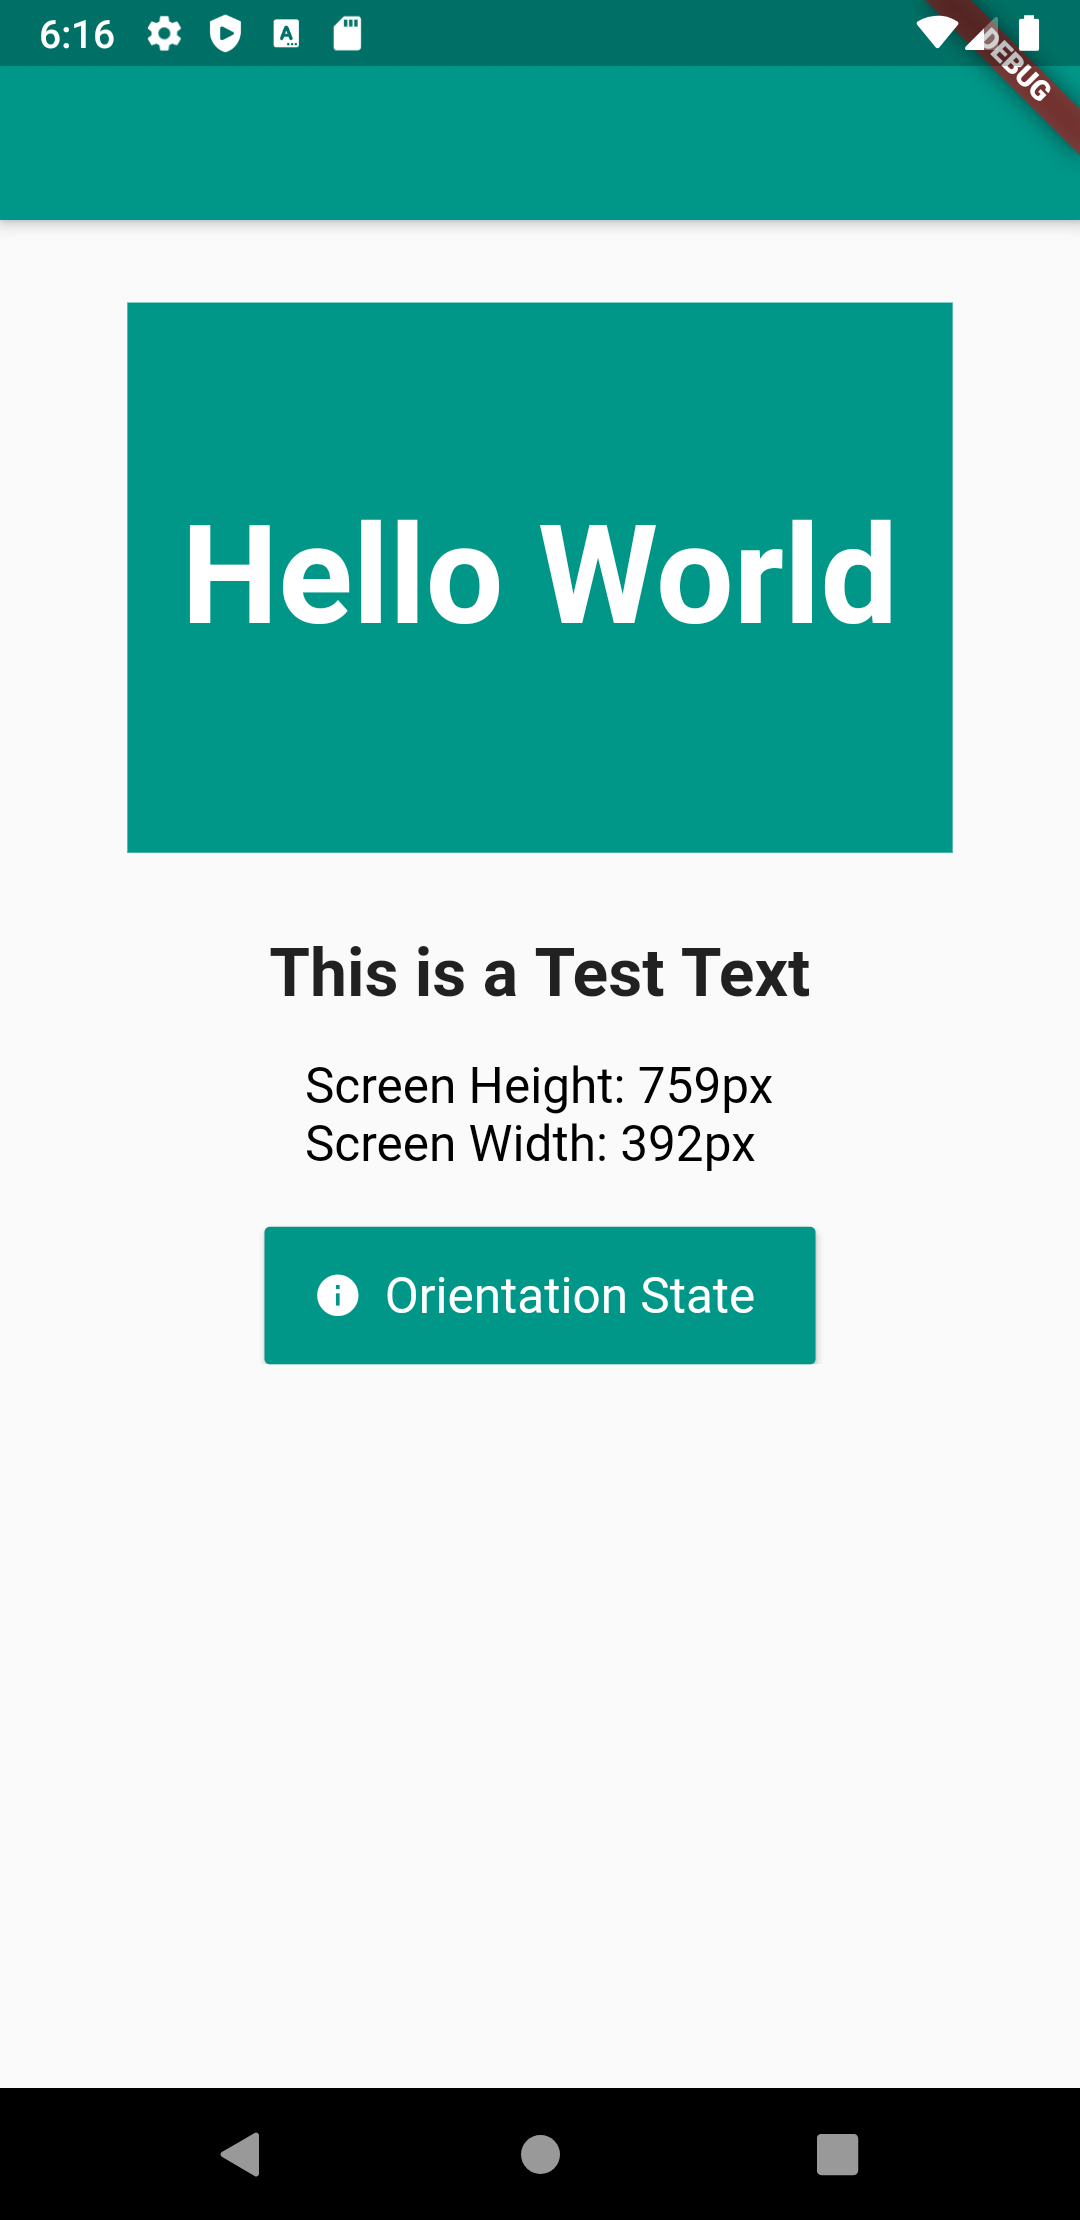 6:16
DEBUG
Hello World
This is a Test Text
Screen Height: 759px
Screen Width: 392px
Orientation State